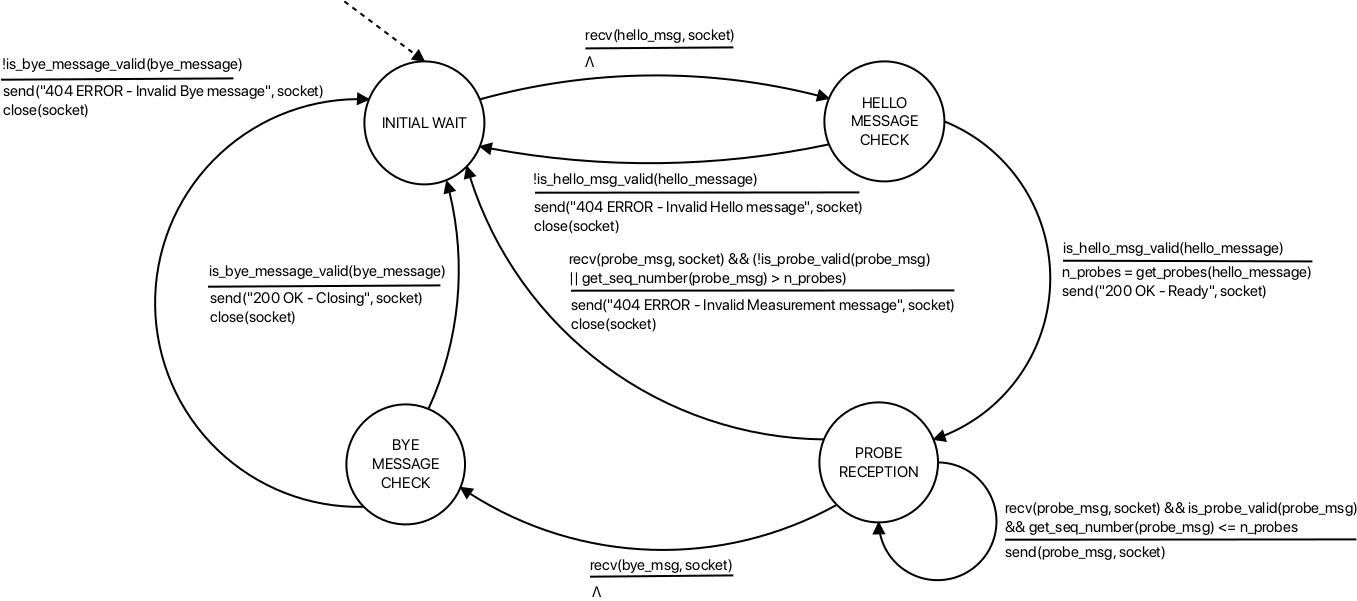 recv(hello_msg, socket)
Λ
!is_bye_message_valid(bye_message)
send("404 ERROR - Invalid Bye message", socket)
close(socket)
INITIAL WAIT
HELLO
MESSAGE
CHECK
!is_hello_msg_valid(hello_message)
send("404 ERROR - Invalid Hello message", socket)
close(socket)
is_hello_msg_valid(hello_message)
n_probes = get_probes(hello_message)
send("200 OK - Ready", socket)
recv(probe_msg, socket) && (!is_probe_valid(probe_msg)
|| get_seq_number(probe_msg) > n_probes)
send("404 ERROR - Invalid Measurement message", socket)
close(socket)
is_bye_message_valid(bye_message)
send("200 OK - Closing", socket)
close(socket)
BYE
MESSAGE
CHECK
PROBE
RECEPTION
recv(probe_msg, socket) && is_probe_valid(probe_msg)
&& get_seq_number(probe_msg) <= n_probes
send(probe_msg, socket)
recv(bye_msg, socket)
Λ